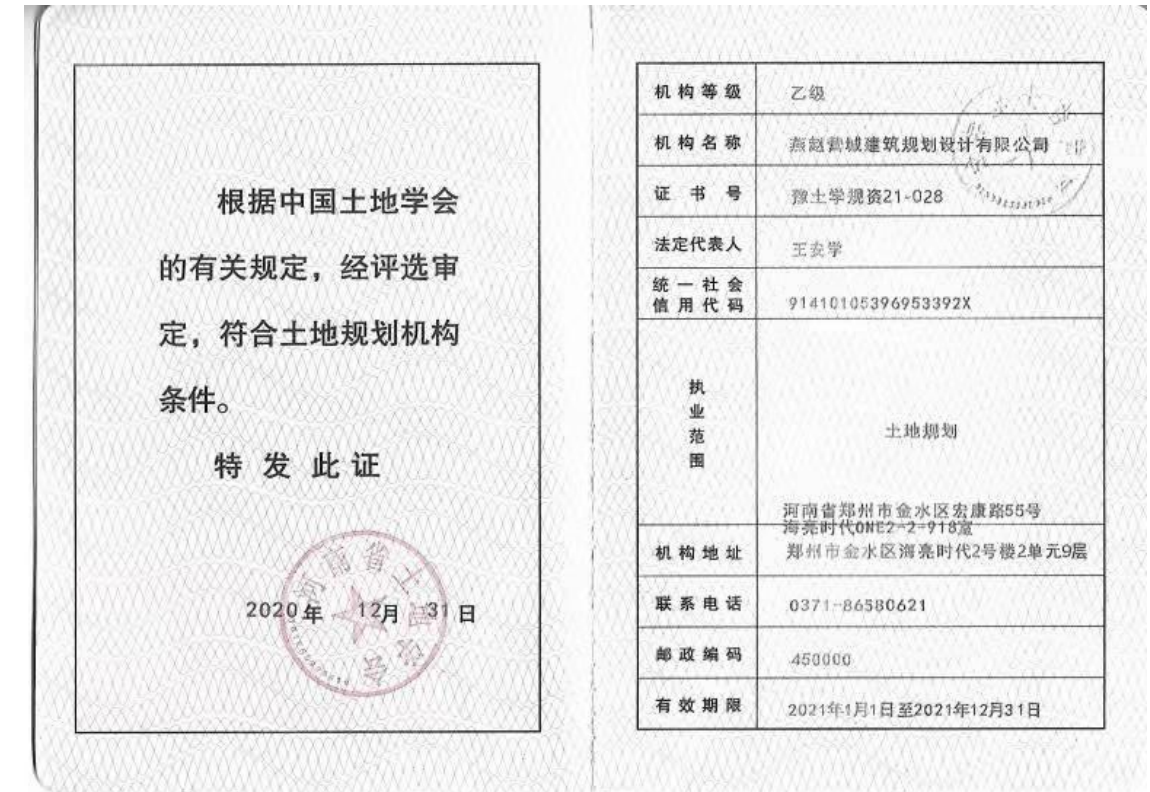 根据中国土地学会
的有关规定，经评选审
定，符合土地规划机构
条件。
特发此证
河南省土地学会
2020年 12月 31日
机构等级 乙级
机构名称 燕赵营城建筑规划设计有限公司
证书号 豫土学规资21-028
法定代表人 王安学
统一社会
信用代码 91410105396953392X
执业范围 土地规划
河南省郑州市金水区宏康路55号
海亮时代ONE2-2-918室
机构地址 郑州市金水区海亮时代2号楼2单元9层
联系电话 0371-86580621
邮政编码 450000
有效期限 2021年1月1日至2021年12月31日